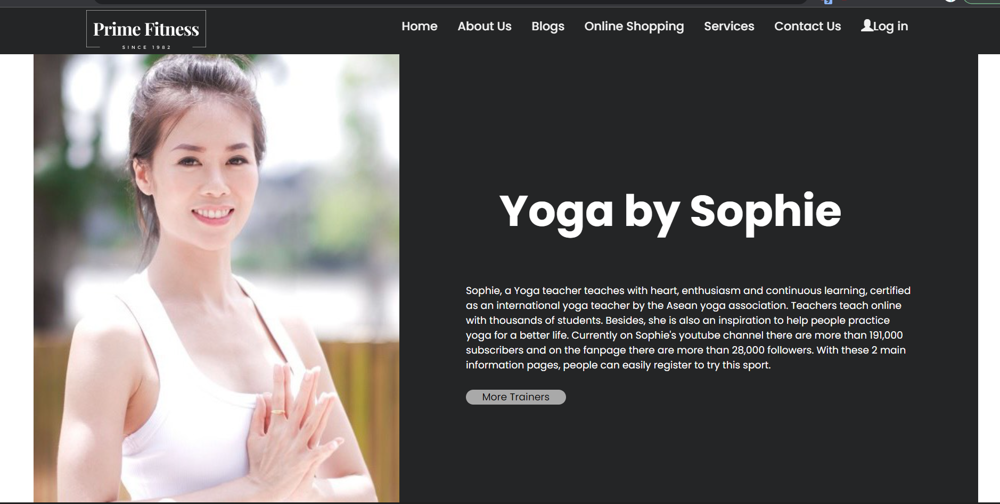 Prime Fitness
SINCE 1982
Home About Us Blogs Online Shopping Services Contact Us Log in
Yoga by Sophie
Sophie, a Yoga teacher teaches with heart, enthusiasm and continuous learning, certified
as an international yoga teacher by the Asean yoga association. Teachers teach online
with thousands of students. Besides, she is also an inspiration to help people practice
yoga for a better life. Currently on Sophie's youtube channel there are more than 191,000
subscribers and on the fanpage there are more than 28,000 followers. With these 2 main
information pages, people can easily register to try this sport.
More Trainers